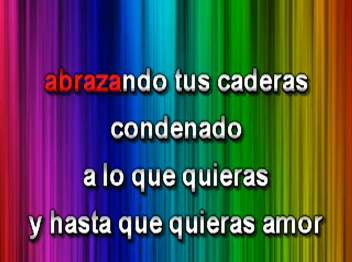 abrazando tus caderas
condenado
a lo que quieras
y hasta que quieras amor